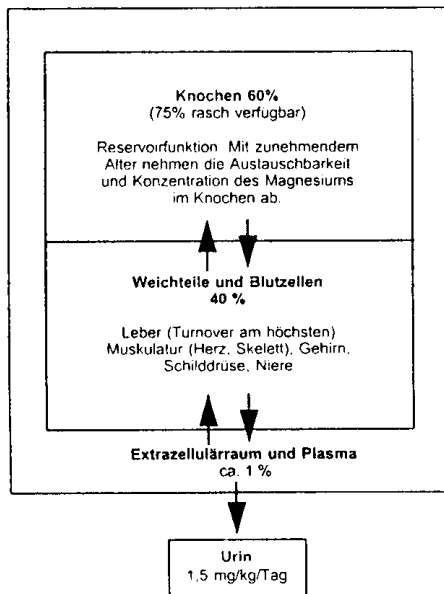 Knochen 60%
(75% rasch verfugbar)
Reservoirfunktion Mit zunehmendem
Alter nehmen die Austauschbarkeit
und Konzentration des Magnesiums
im Knochen ab.
Weichteile und Blutzellen
40 %
Leber (Turnover am höchsten)
Muskulatur (Herz, Skelett), Gehirn,
Schilddrüse, Niere
Extrazellulärraum und Plasma
ca. 1 %
Urin
1,5 mg/kg/Tag